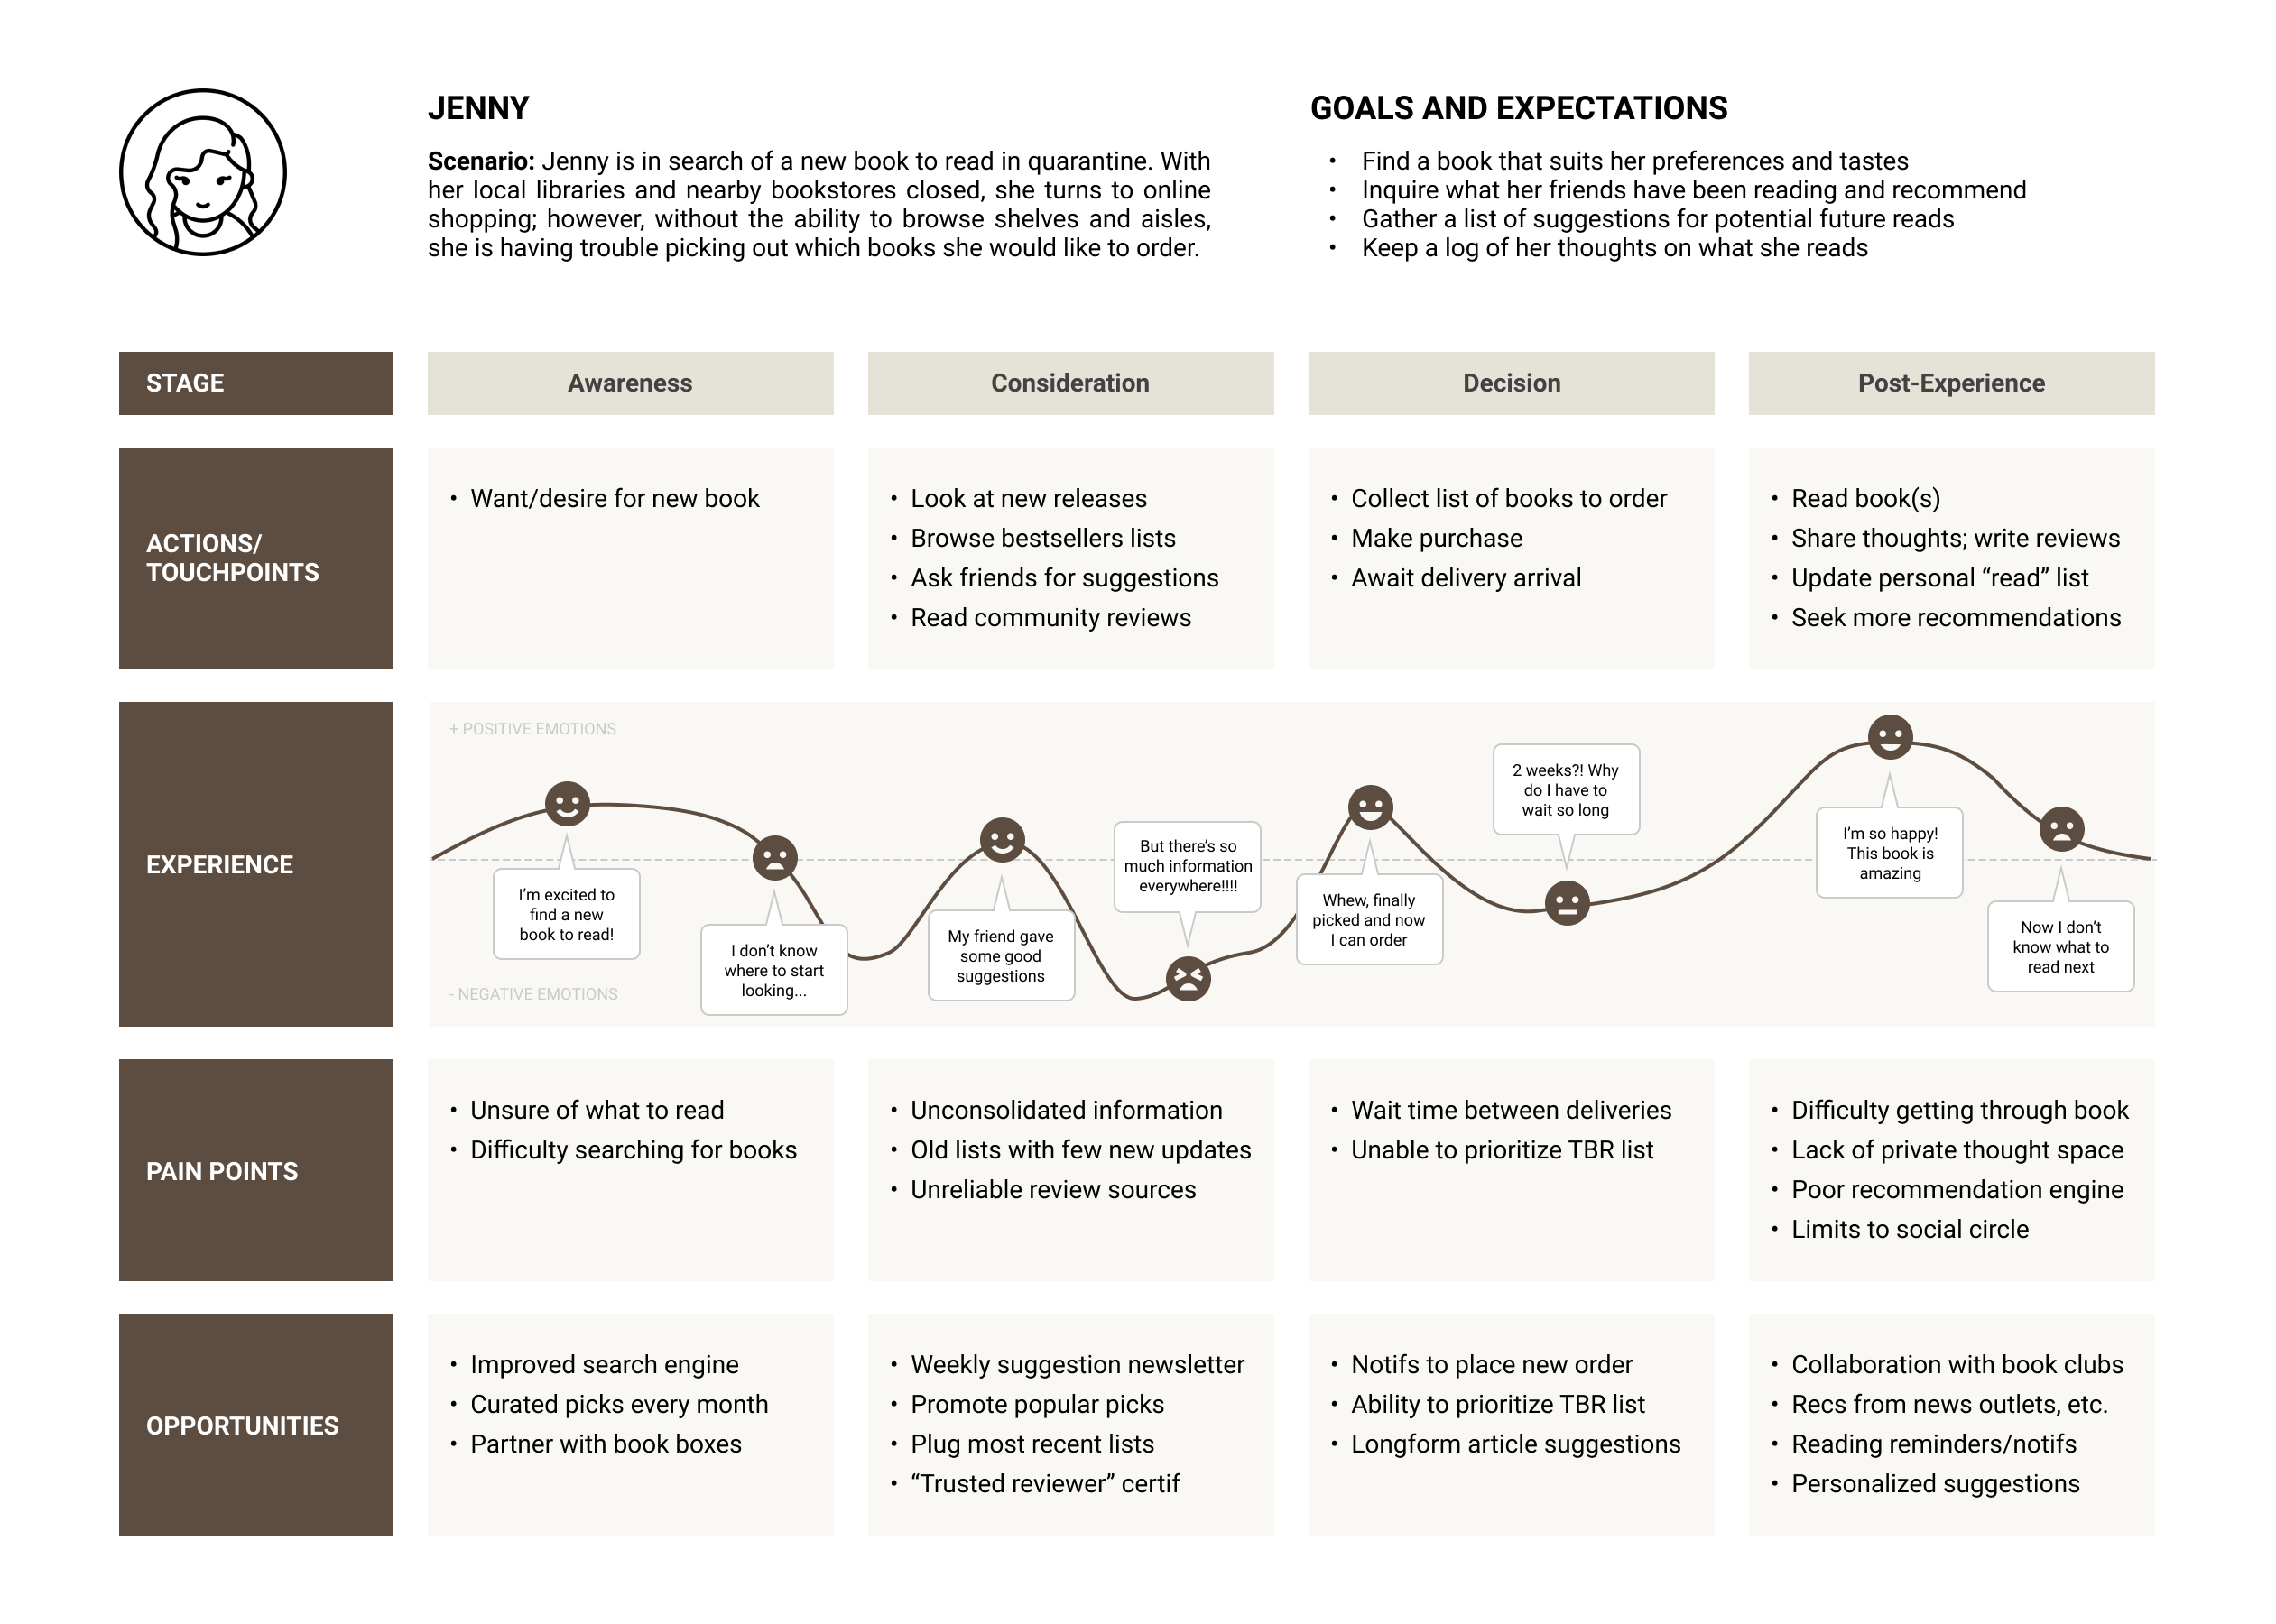 JENNY
Scenario: Jenny is in search of a new book to read in quarantine. With
her local libraries and nearby bookstores closed, she turns to online
shopping; however, without the ability to browse shelves and aisles,
she is having trouble picking out which books she would like to order.
GOALS AND EXPECTATIONS
• Find a book that suits her preferences and tastes
• Inquire what her friends have been reading and recommend
• Gather a list of suggestions for potential future reads
• Keep a log of her thoughts on what she reads
STAGE
Awareness
Consideration
Decision
Post-Experience
ACTIONS/
TOUCHPOINTS
• Want/desire for new book
• Look at new releases
• Browse bestsellers lists
• Ask friends for suggestions
• Read community reviews
• Collect list of books to order
• Make purchase
• Await delivery arrival
• Read book(s)
• Share thoughts; write reviews
• Update personal “read” list
• Seek more recommendations
EXPERIENCE
+ POSITIVE EMOTIONS
- NEGATIVE EMOTIONS
I’m excited to
find a new
book to read!
I don’t know
where to start
looking...
My friend gave
some good
suggestions
But there’s so
much information
everywhere!!!!
Whew, finally
picked and now
I can order
2 weeks?! Why
do I have to
wait so long
I’m so happy!
This book is
amazing
Now I don’t
know what to
read next
PAIN POINTS
• Unsure of what to read
• Difficulty searching for books
• Unconsolidated information
• Old lists with few new updates
• Unreliable review sources
• Wait time between deliveries
• Unable to prioritize TBR list
• Difficulty getting through book
• Lack of private thought space
• Poor recommendation engine
• Limits to social circle
OPPORTUNITIES
• Improved search engine
• Curated picks every month
• Partner with book boxes
• Weekly suggestion newsletter
• Promote popular picks
• Plug most recent lists
• “Trusted reviewer” certif
• Notifs to place new order
• Ability to prioritize TBR list
• Longform article suggestions
• Collaboration with book clubs
• Recs from news outlets, etc.
• Reading reminders/notifs
• Personalized suggestions